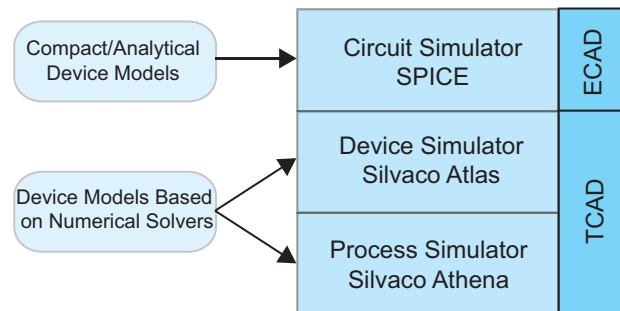 Compact/Analytical
Device Models
Circuit Simulator
SPICE
ECAD
Device Simulator
Silvaco Atlas
Device Models Based
on Numerical Solvers
TCAD
Process Simulator
Silvaco Athena